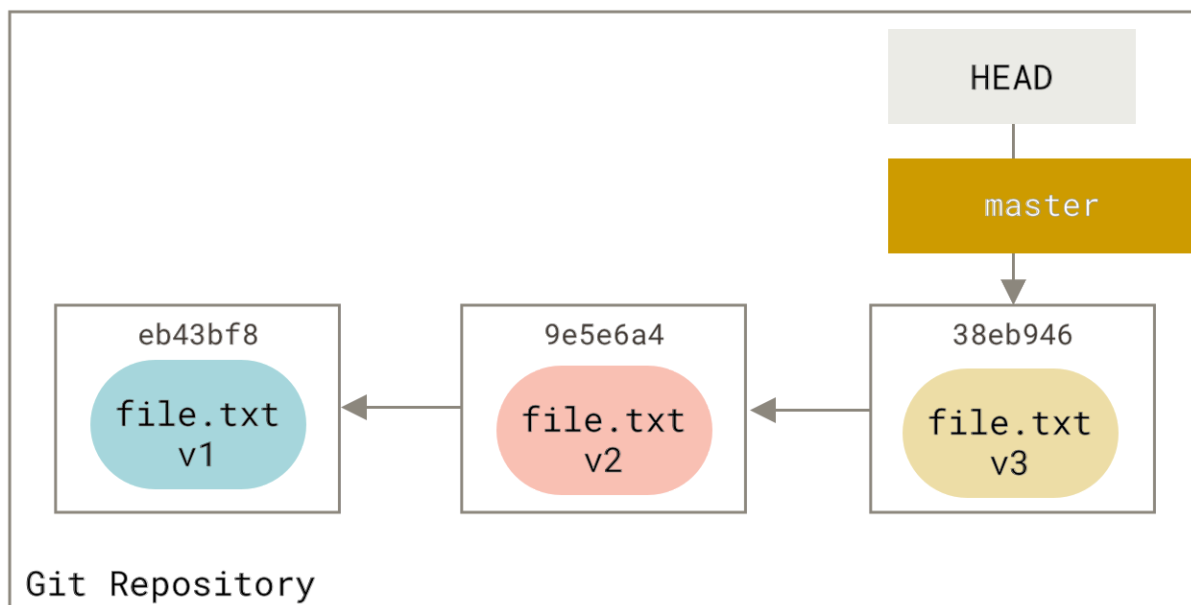 HEAD
master
eb43bf8
file.txt
v1
9e5e6a4
file.txt
v2
38eb946
file.txt
v3
Git Repository